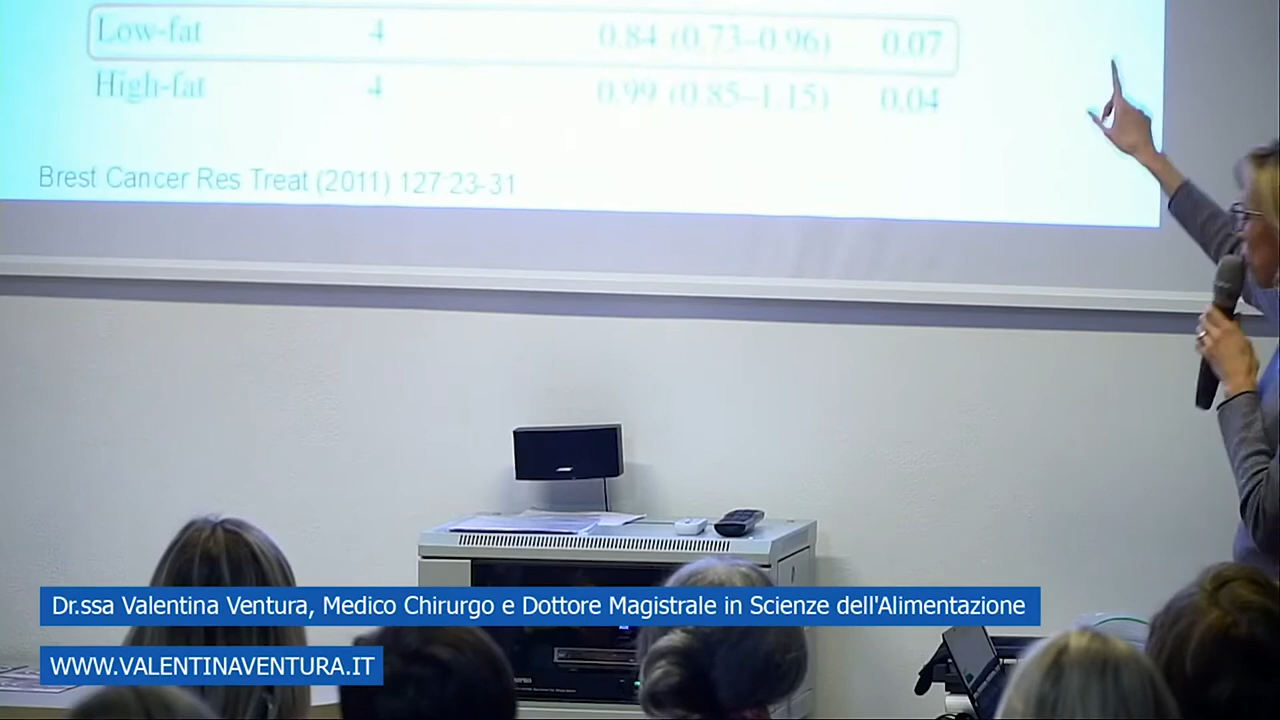 Low-fat 4 0.84 (0.73–0.96) 0.07
High-fat 4 0.99 (0.85–1.15) 0.04
Brest Cancer Res Treat (2011) 127:23-31
Dr.ssa Valentina Ventura, Medico Chirurgo e Dottore Magistrale in Scienze dell'Alimentazione
WWW.VALENTINAVENTURA.IT